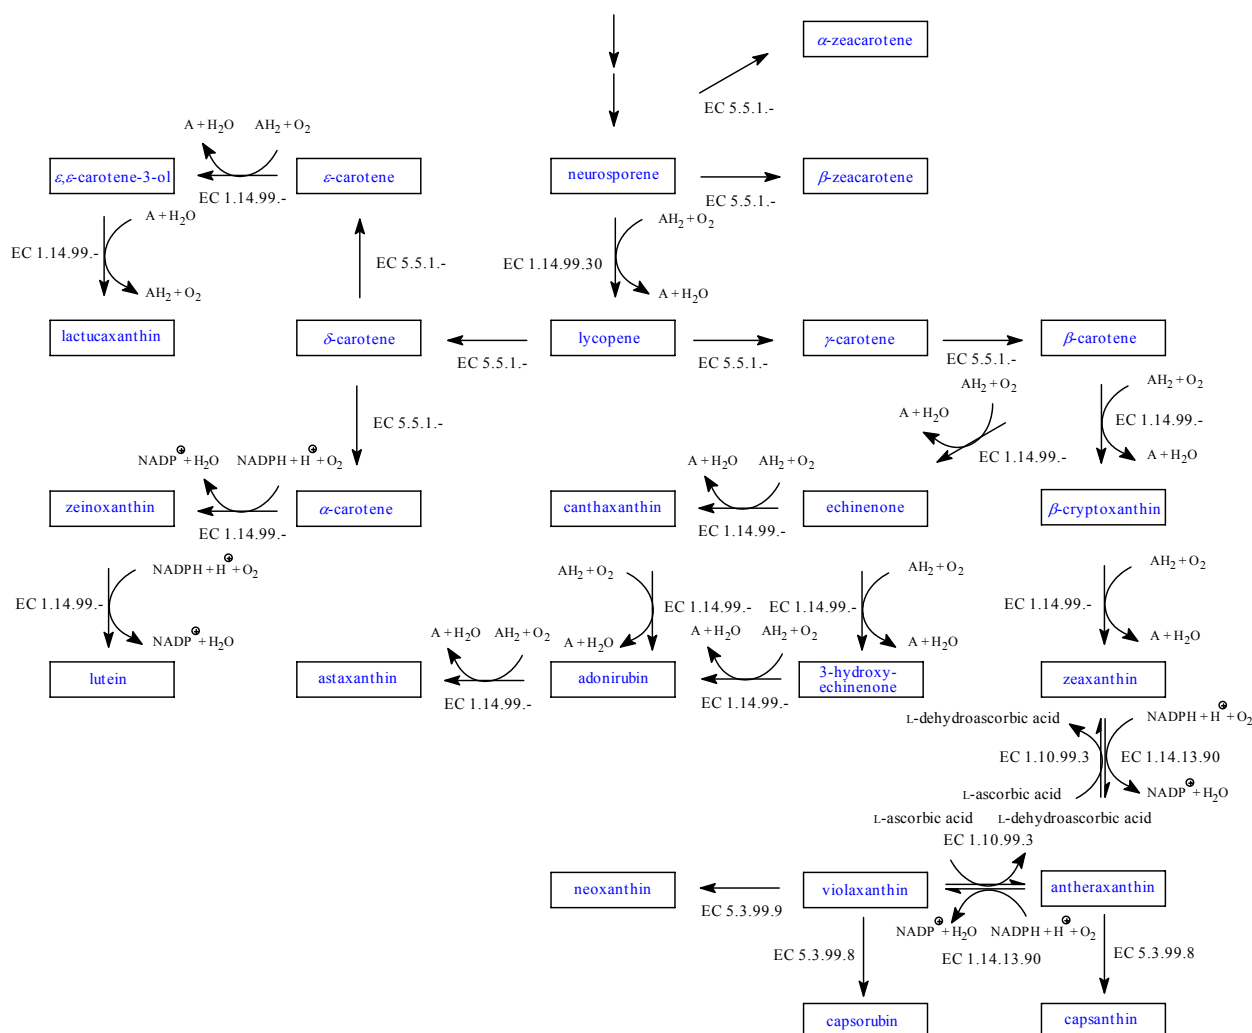 α-zeacarotene
EC 5.5.1.-
A + H2O AH2 + O2
ε,ε-carotene-3-ol
ε-carotene
neurosporene
β-zeacarotene
EC 1.14.99.-
EC 5.5.1.-
A + H2O
AH2 + O2
EC 1.14.99.-
EC 5.5.1.-
EC 1.14.99.30
AH2 + O2
A + H2O
lactucaxanthin
δ-carotene
lycopene
γ-carotene
β-carotene
EC 5.5.1.-
EC 5.5.1.-
EC 5.5.1.-
AH2 + O2
AH2 + O2
A + H2O
EC 5.5.1.-
EC 1.14.99.-
EC 1.14.99.-
A + H2O
NADP⊕ + H2O NADPH + H⊕ + O2
A + H2O AH2 + O2
zeinoxanthin
α-carotene
canthaxanthin
echinenone
β-cryptoxanthin
EC 1.14.99.-
EC 1.14.99.-
NADPH + H⊕ + O2
AH2 + O2
AH2 + O2
AH2 + O2
EC 1.14.99.-
EC 1.14.99.-
EC 1.14.99.-
EC 1.14.99.-
NADP⊕ + H2O
A + H2O AH2 + O2
A + H2O
A + H2O AH2 + O2
A + H2O
A + H2O
lutein
astaxanthin
adonirubin
3-hydroxy-
echinenone
zeaxanthin
EC 1.14.99.-
EC 1.14.99.-
L-dehydroascorbic acid
NADPH + H⊕ + O2
EC 1.10.99.3
EC 1.14.13.90
L-ascorbic acid
NADP⊕ + H2O
L-ascorbic acid
L-dehydroascorbic acid
EC 1.10.99.3
neoxanthin
violaxanthin
antheraxanthin
EC 5.3.99.9
NADP⊕ + H2O NADPH + H⊕ + O2
EC 5.3.99.8
EC 1.14.13.90
EC 5.3.99.8
capsorubin
capsanthin